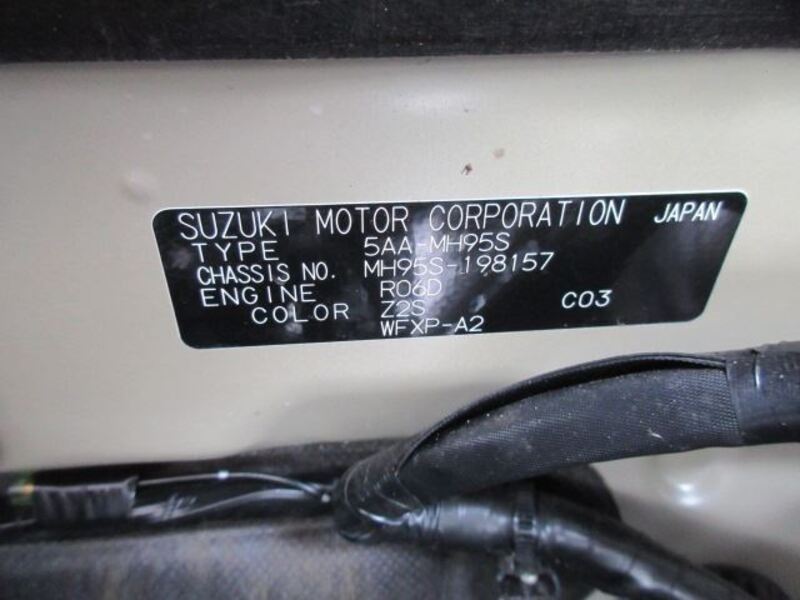 SUZUKI MOTOR CORPORATION JAPAN
TYPE 5AA-MH95S
CHASSIS NO. MH95S-198157
ENGINE R06D
COLOR Z2S C03
WFXP-A2